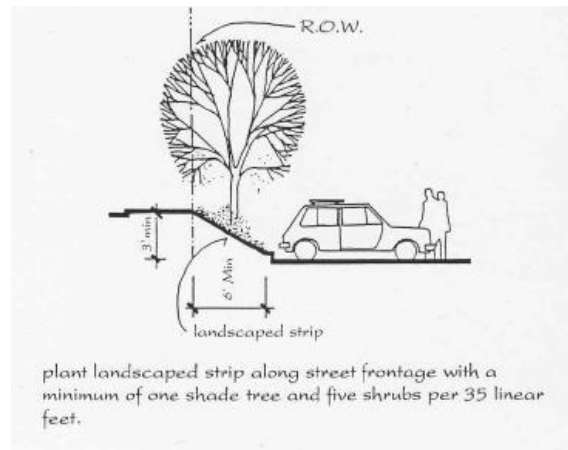 R.O.W.
3' min
6' Min
landscaped strip
plant landscaped strip along street frontage with a
minimum of one shade tree and five shrubs per 35 linear
feet.